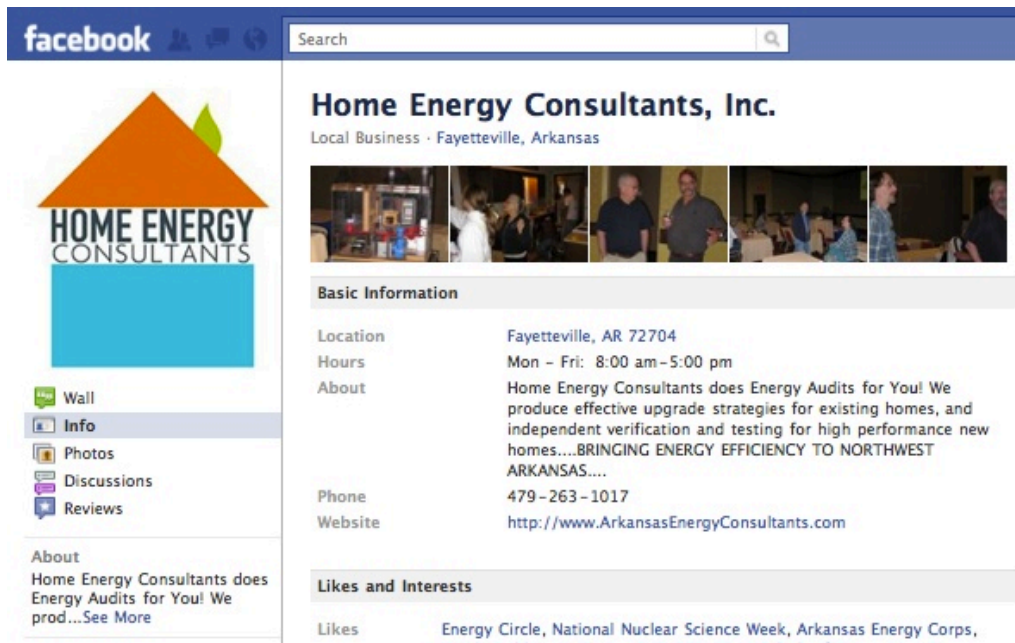 facebook
Search
HOME ENERGY
CONSULTANTS
Wall
Info
Photos
Discussions
Reviews
About
Home Energy Consultants does
Energy Audits for You! We
prod...See More
Home Energy Consultants, Inc.
Local Business · Fayetteville, Arkansas
Basic Information
Location Fayetteville, AR 72704
Hours Mon - Fri: 8:00 am-5:00 pm
About Home Energy Consultants does Energy Audits for You! We
produce effective upgrade strategies for existing homes, and
independent verification and testing for high performance new
homes....BRINGING ENERGY EFFICIENCY TO NORTHWEST
ARKANSAS....
Phone 479-263-1017
Website http://www.ArkansasEnergyConsultants.com
Likes and Interests
Likes Energy Circle, National Nuclear Science Week, Arkansas Energy Corps,